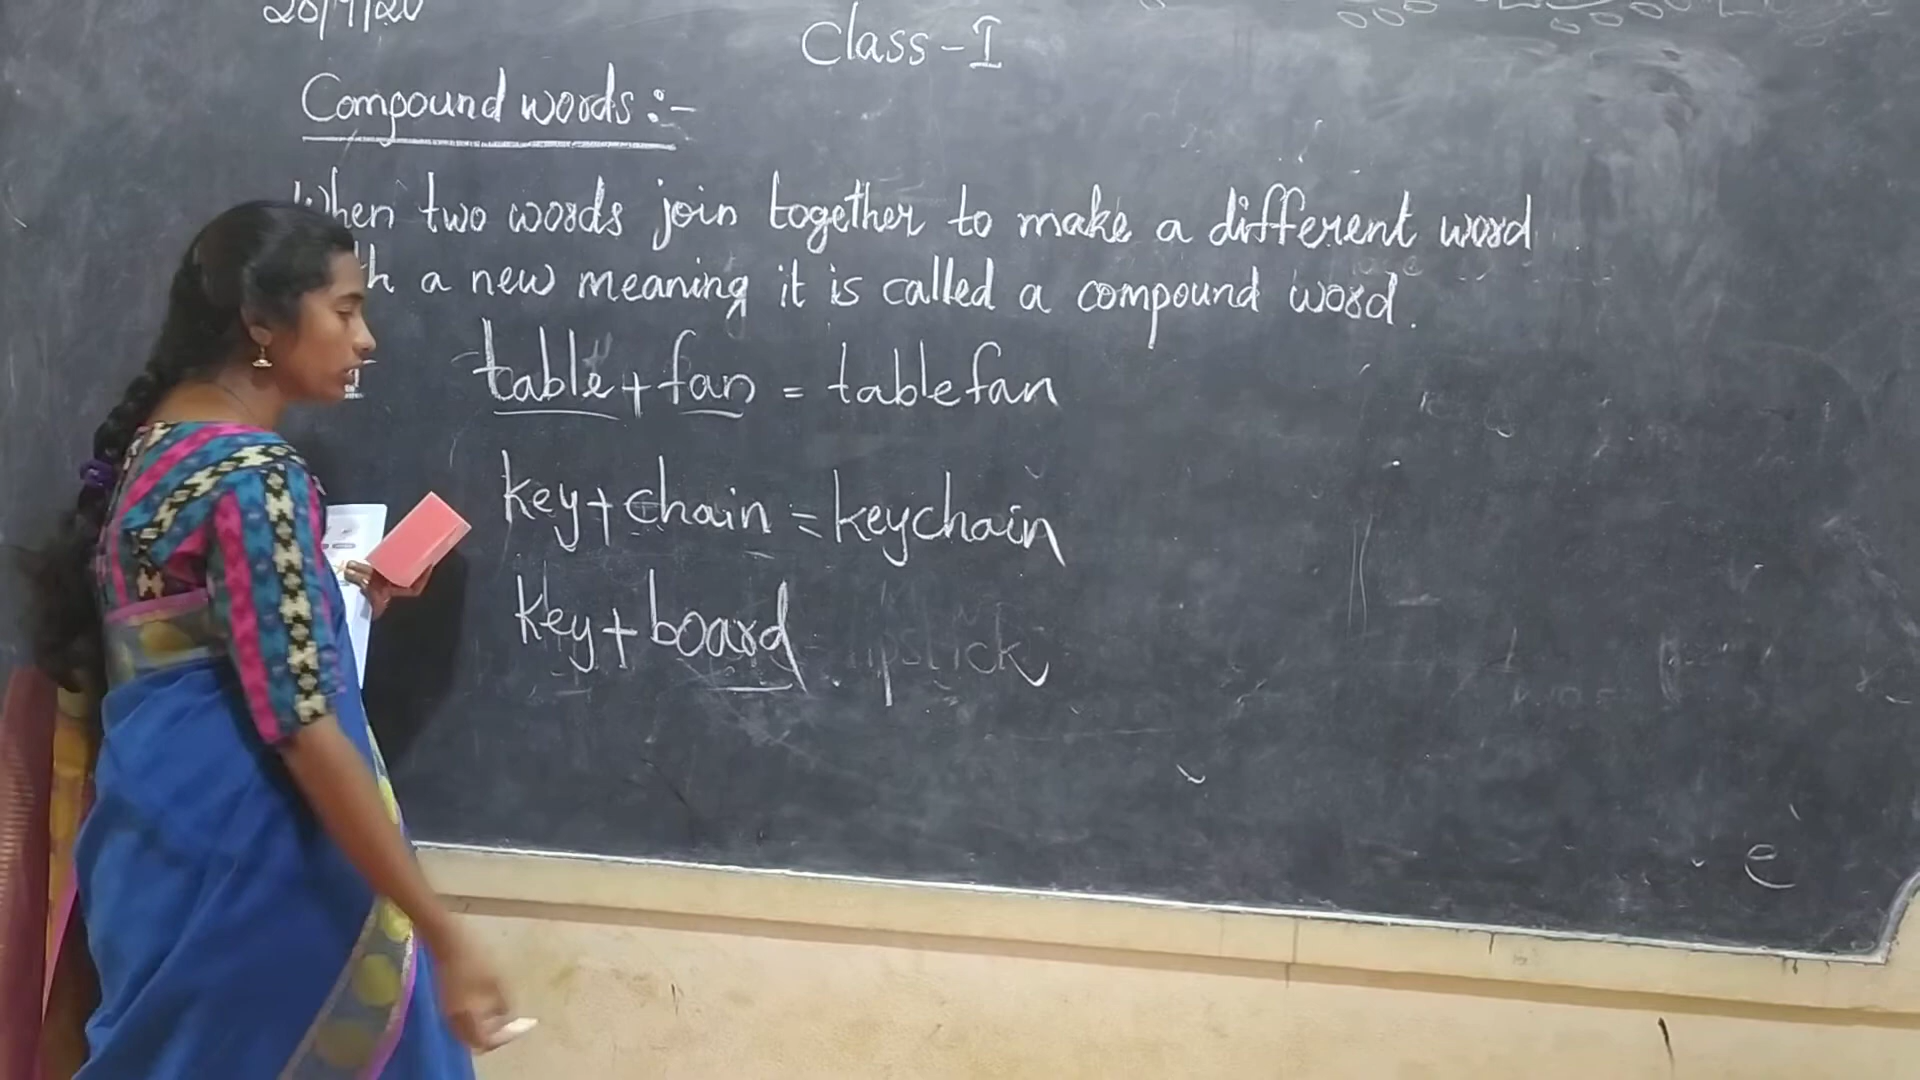 Class-I
Compound words:-
When two words join together to make a different word
a new meaning it is called a compound word.
table + fan = tablefan
key + chain = keychain
key + board